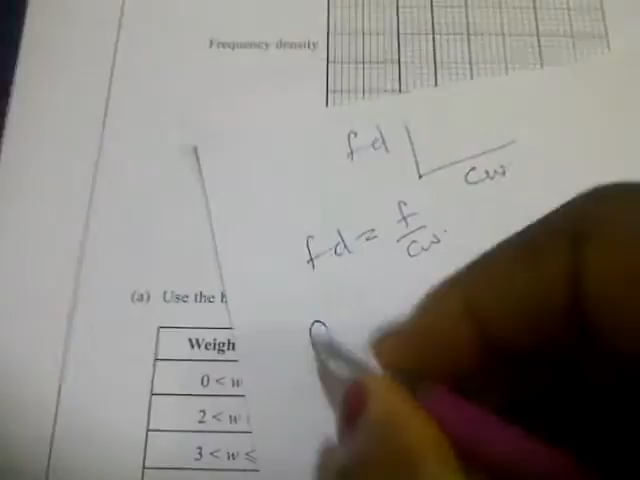 Frequency density
fd
cw
fd = f/cw.
(a) Use the
Weigh
0 < w
2 < w
3 < w ≤